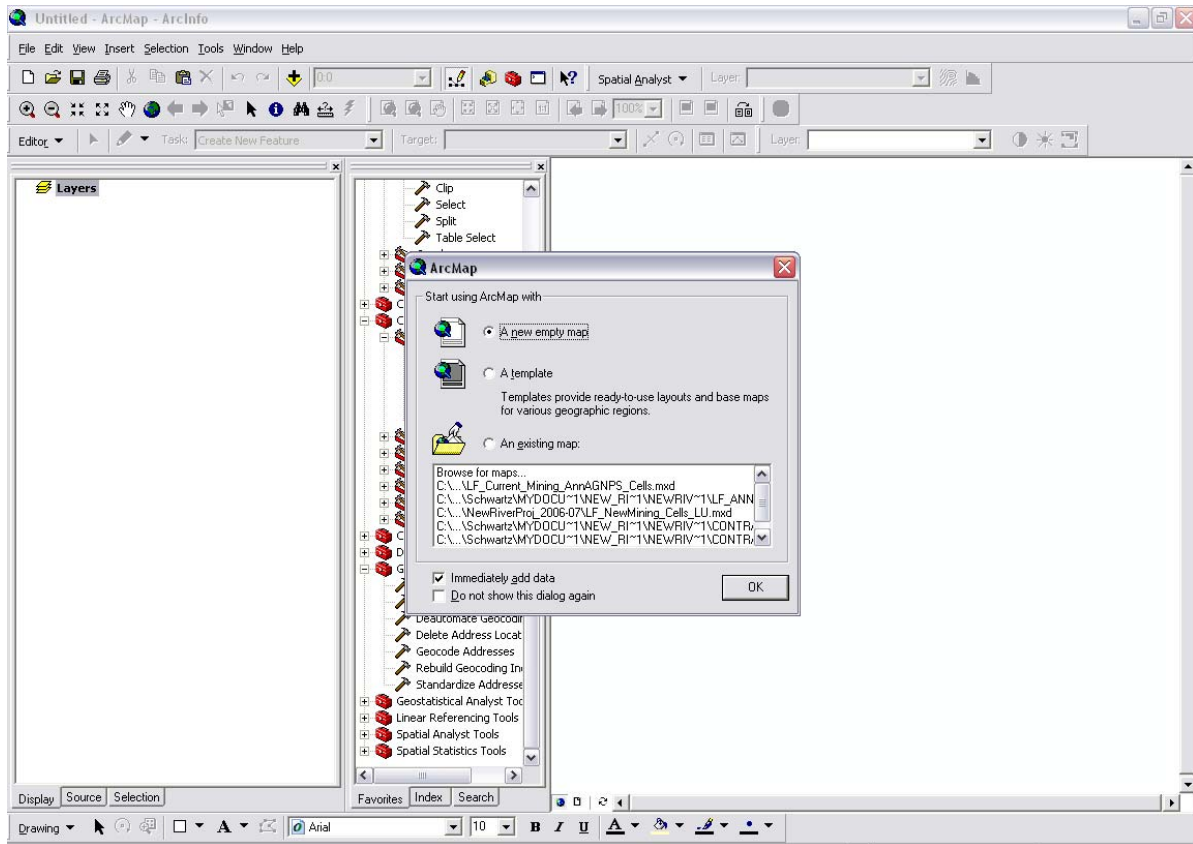 Untitled - ArcMap - ArcInfo
File Edit View Insert Selection Tools Window Help
0:0 Spatial Analyst Layer:
100%
Editor Task: Create New Feature Target: Layer:
Layers
Clip
Select
Split
Table Select
ArcMap
Start using ArcMap with
A new empty map
A template
Templates provide ready-to-use layouts and base maps
for various geographic regions.
An existing map:
Browse for maps...
C:\...\LF_Current_Mining_AnnAGNPS_Cells.mxd
C:\...\Schwartz\MYDOCU~1\NEW_RI~1\NEWRIV~1\LF_ANN
C:\...\NewRiverProj_2006-07\LF_NewMining_Cells_LU.mxd
C:\...\Schwartz\MYDOCU~1\NEW_RI~1\NEWRIV~1\CONTR
C:\...\Schwartz\MYDOCU~1\NEW_RI~1\NEWRIV~1\CONTR
Immediately add data
Do not show this dialog again
OK
C
C
C
D
G
Deautomate Geocodin
Delete Address Locat
Geocode Addresses
Rebuild Geocoding In
Standardize Addresse
Geostatistical Analyst Toc
Linear Referencing Tools
Spatial Analyst Tools
Spatial Statistics Tools
Display Source Selection
Favorites Index Search
Drawing A Arial 10 B I U A